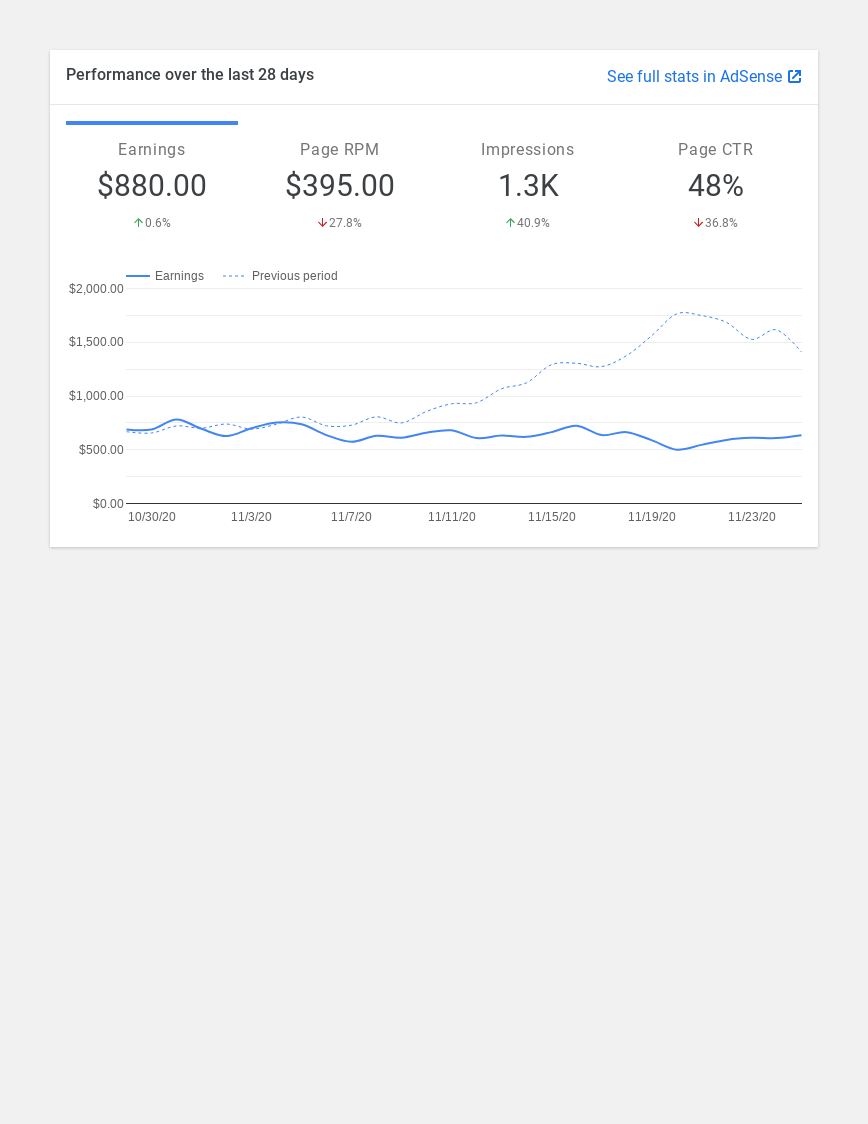 Performance over the last 28 days
See full stats in AdSense
Earnings Page RPM Impressions Page CTR
$880.00 $395.00 1.3K 48%
0.6% 27.8% 40.9% 36.8%
Earnings Previous period
$2,000.00
$1,500.00
$1,000.00
$500.00
$0.00
10/30/20 11/3/20 11/7/20 11/11/20 11/15/20 11/19/20 11/23/20